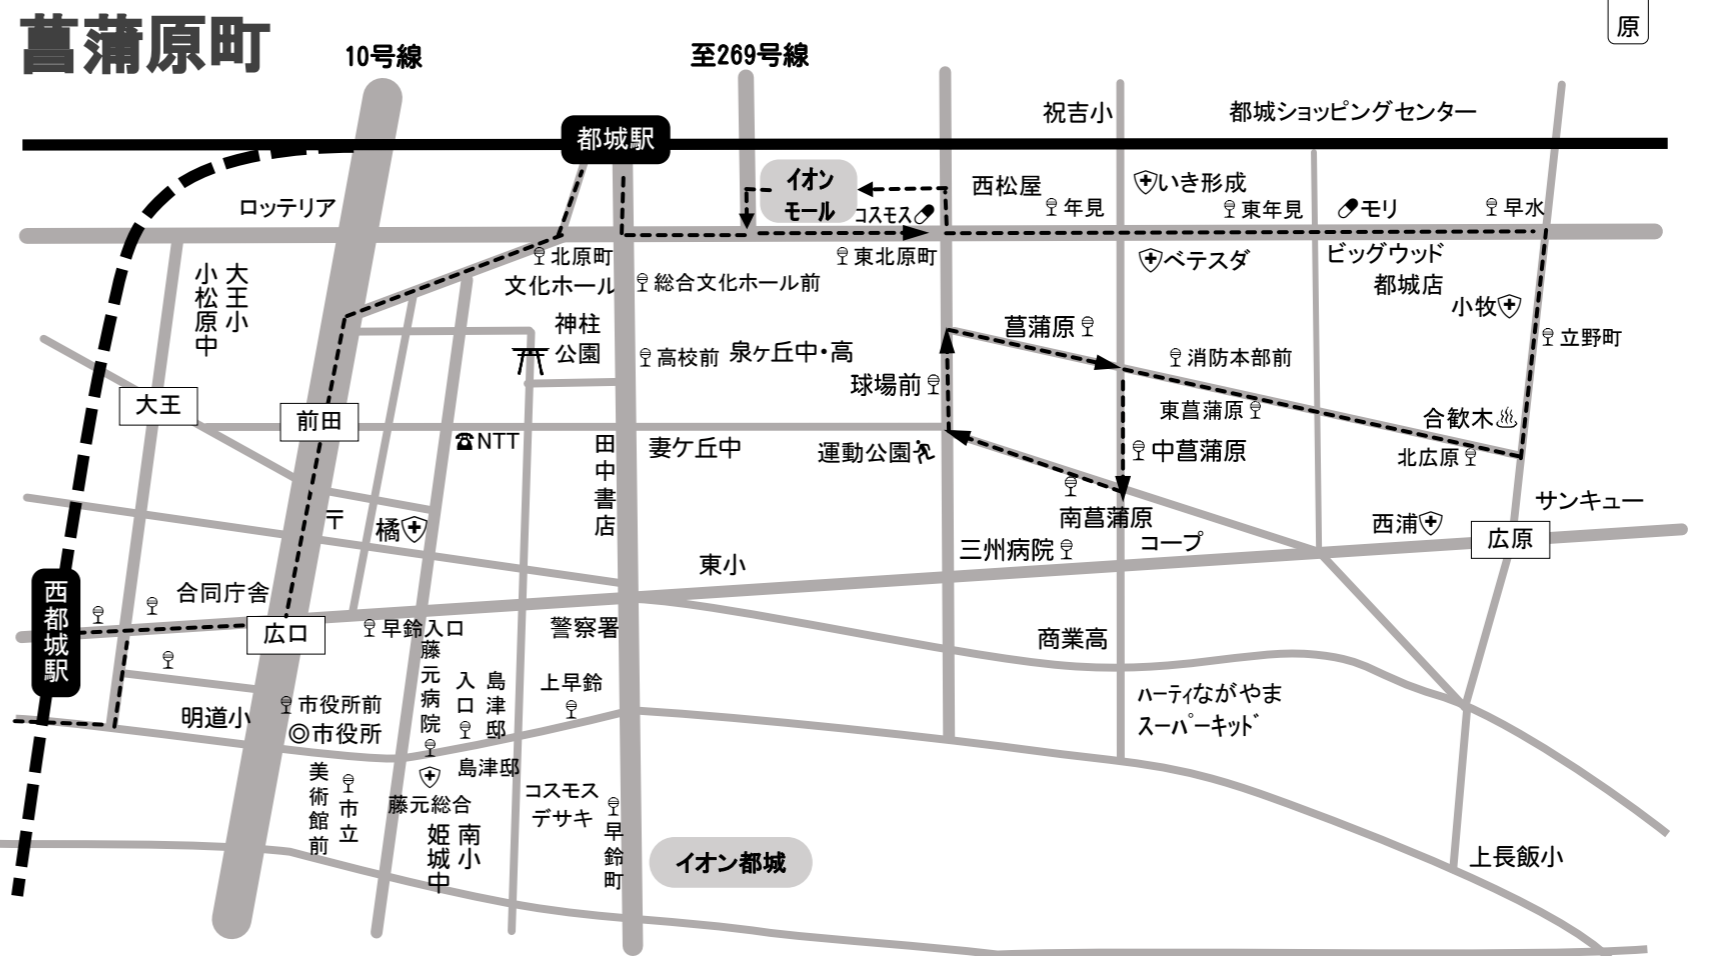 菖蒲原町
原
10号線
至269号線
祝吉小
都城ショッピングセンター
都城駅
イオン
モール
コスモス
西松屋
年見
いき形成
東年見
モリ
早水
ロッテリア
北原町
文化ホール
総合文化ホール前
東北原町
ベテスダ
ビッグウッド
都城店
小牧
立野町
大王小
小松原中
神柱
公園
高校前
泉ヶ丘中・高
球場前
菖蒲原
消防本部前
東菖蒲原
合歓木
北広原
大王
前田
NTT
田中書店
妻ケ丘中
運動公園
中菖蒲原
南菖蒲原
サンキュー
西浦
広原
〒
橘
三州病院
コープ
東小
西都城駅
合同庁舎
広口
早鈴入口
警察署
商業高
藤元病院
島津邸
入口
上早鈴
ハーティながやま
スーパーキッド
明道小
市役所前
◎市役所
美術館前
市立
藤元総合
島津邸
南小
姫城中
コスモス
デサキ
早鈴町
イオン都城
上長飯小